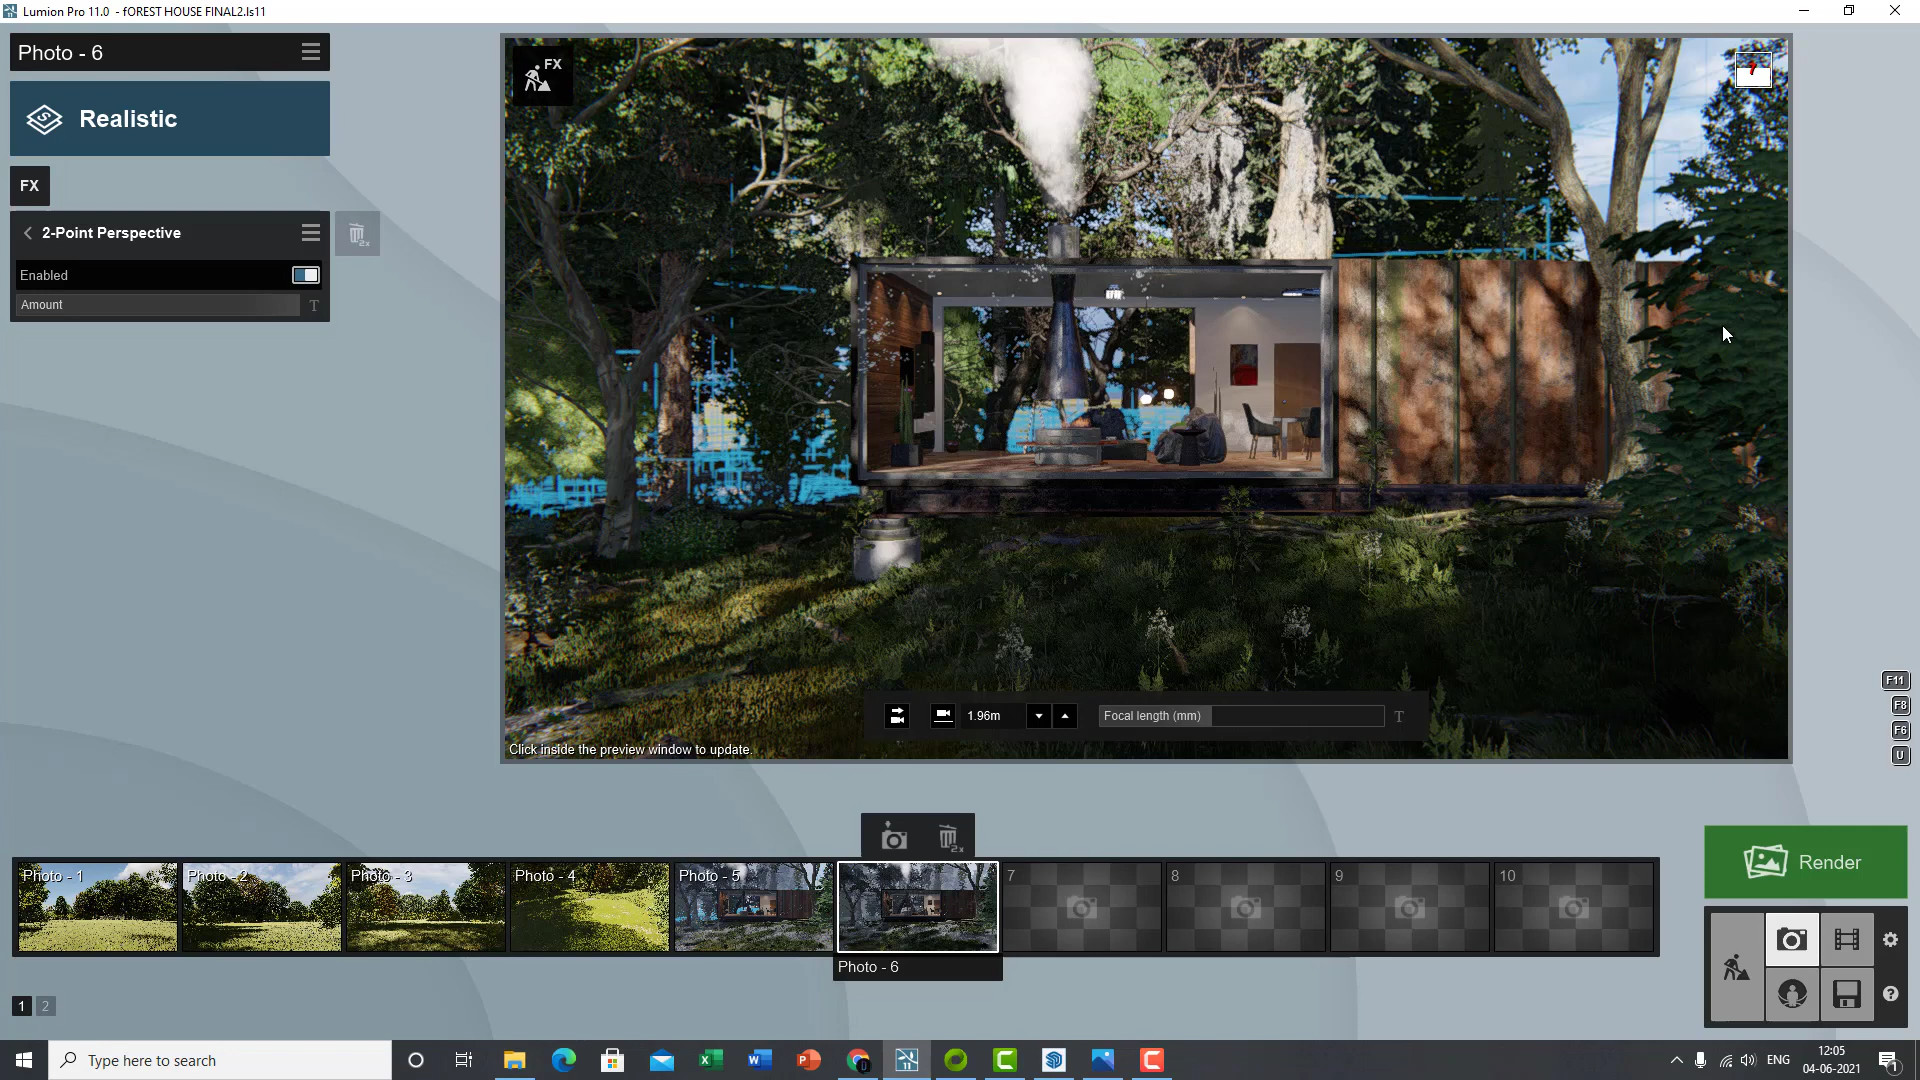 Lumion Pro 11.0 - fOREST HOUSE FINAL2.ls11
Photo - 6
Realistic
FX
2-Point Perspective
2x
Enabled
Amount
T
FX
1.96m
Focal length (mm)
T
Click inside the preview window to update.
F11
F8
F6
U
2x
Photo - 1
Photo - 2
Photo - 3
Photo - 4
Photo - 5
7
8
9
10
Photo - 6
Render
1 2
Type here to search
ENG
12:05
04-06-2021
1